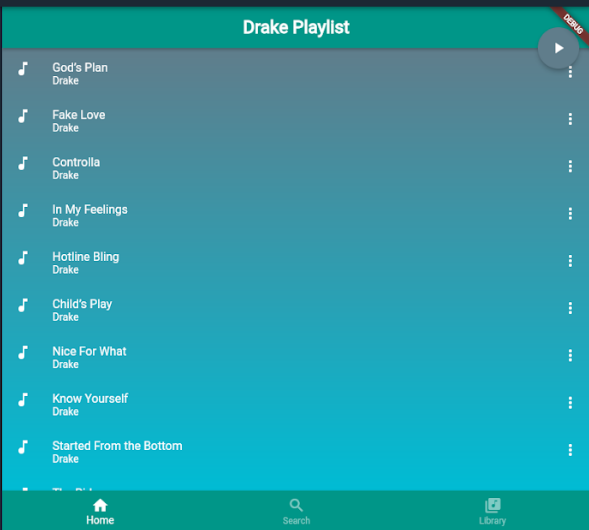 Drake Playlist
DEBUG
God's Plan
Drake
Fake Love
Drake
Controlla
Drake
In My Feelings
Drake
Hotline Bling
Drake
Child's Play
Drake
Nice For What
Drake
Know Yourself
Drake
Started From the Bottom
Drake
Home
Search
Library